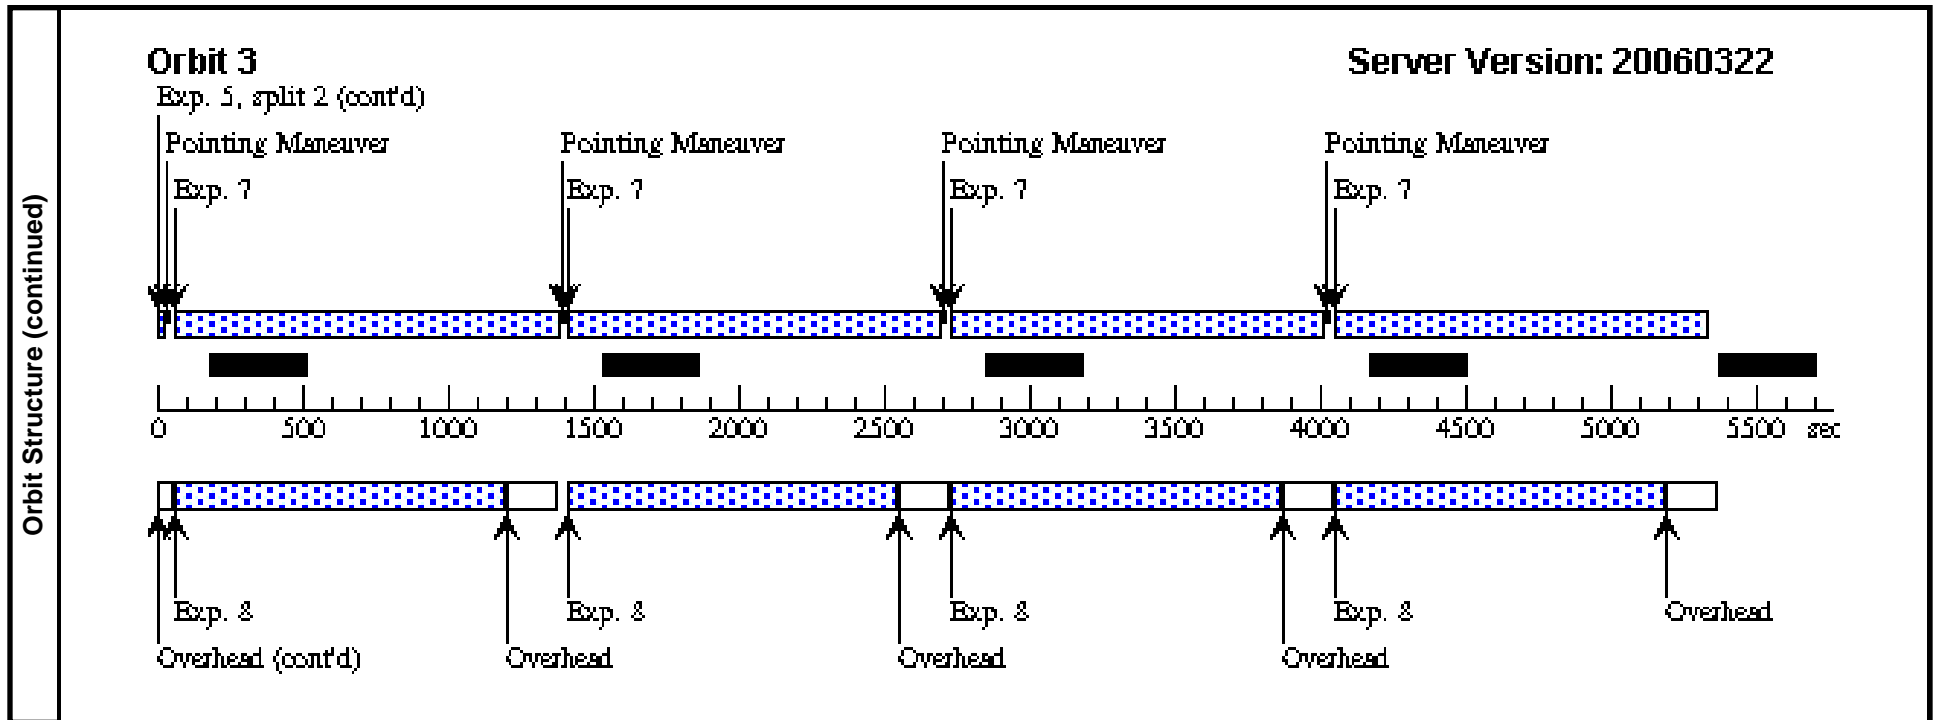 Orbit Structure (continued)
Orbit 3
Server Version: 20060322
Exp. 5, split 2 (cont'd)
Pointing Maneuver
Pointing Maneuver
Pointing Maneuver
Pointing Maneuver
Exp. 7
Exp. 7
Exp. 7
Exp. 7
0 500 1000 1500 2000 2500 3000 3500 4000 4500 5000 5500 sec
Exp. 8
Exp. 8
Exp. 8
Exp. 8
Overhead
Overhead (cont'd)
Overhead
Overhead
Overhead